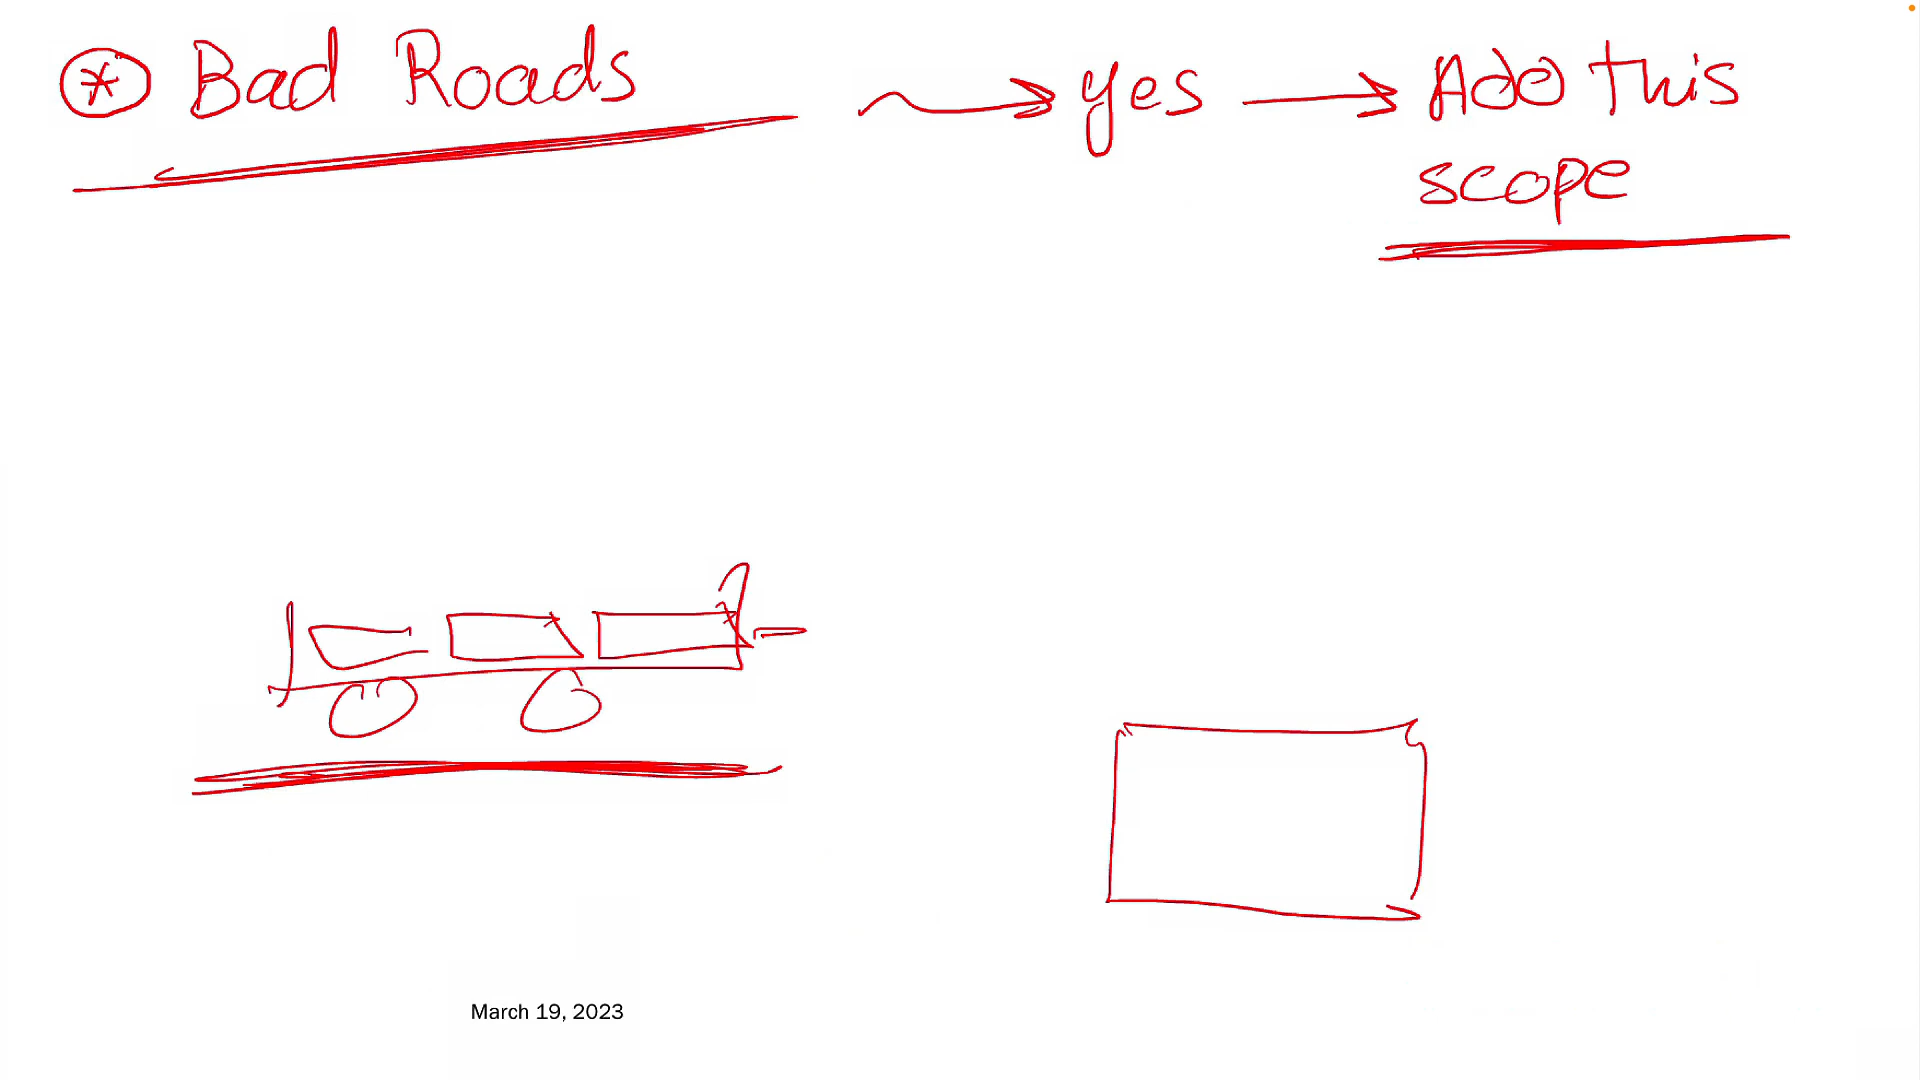 * Bad Roads → yes → Add this
scope
March 19, 2023